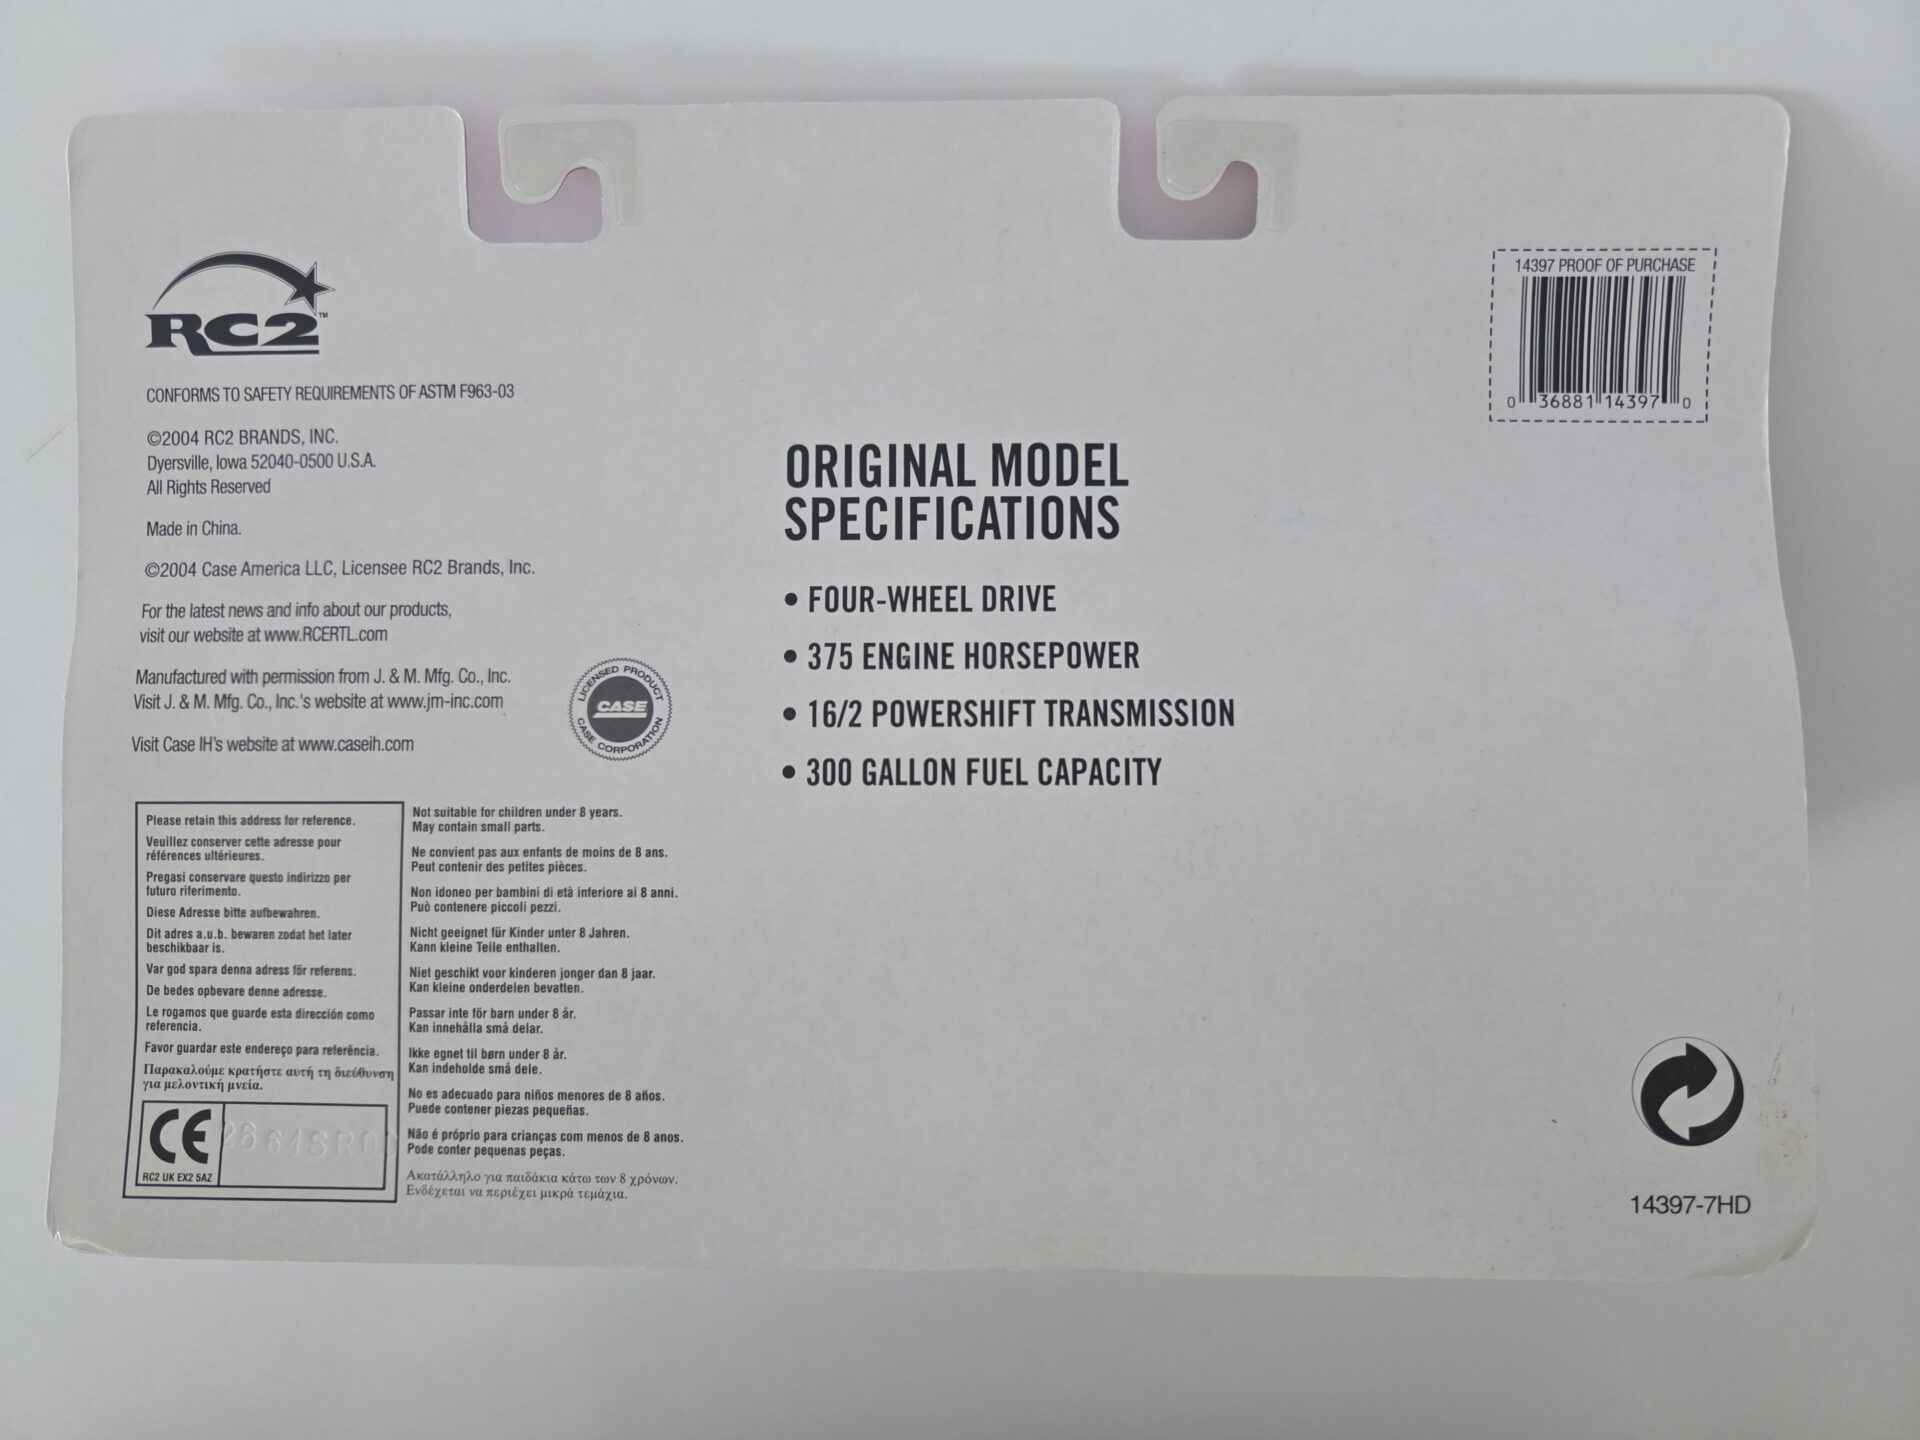 RC2™
CONFORMS TO SAFETY REQUIREMENTS OF ASTM F963-03
©2004 RC2 BRANDS, INC.
Dyersville, Iowa 52040-0500 U.S.A.
All Rights Reserved
Made in China.
©2004 Case America LLC, Licensee RC2 Brands, Inc.
For the latest news and info about our products,
visit our website at www.RCERTL.com
Manufactured with permission from J. & M. Mfg. Co., Inc.
Visit J. & M. Mfg. Co., Inc.'s website at www.jm-inc.com
Visit Case IH's website at www.caseih.com
LICENSED PRODUCT
CASE
CASE CORPORATION
Please retain this address for reference.
Veuillez conserver cette adresse pour
références ultérieures.
Pregasi conservare questo indirizzo per
futuro riferimento.
Diese Adresse bitte aufbewahren.
Dit adres a.u.b. bewaren zodat het later
beschikbaar is.
Var god spara denna adress för referens.
De bedes opbevare denne adresse.
Le rogamos que guarde esta dirección como
referencia.
Favor guardar este endereço para referência.
Παρακαλούμε κρατήστε αυτή τη διεύθυνση
για μελοντική μνεία.
CE
RC2 UK EX2 5AZ
Not suitable for children under 8 years.
May contain small parts.
Ne convient pas aux enfants de moins de 8 ans.
Peut contenir des petites pièces.
Non idoneo per bambini di età inferiore ai 8 anni.
Può contenere piccoli pezzi.
Nicht geeignet für Kinder unter 8 Jahren.
Kann kleine Teile enthalten.
Niet geschikt voor kinderen jonger dan 8 jaar.
Kan kleine onderdelen bevatten.
Passar inte för barn under 8 år.
Kan innehålla små delar.
Ikke egnet til børn under 8 år.
Kan indeholde små dele.
No es adecuado para niños menores de 8 años.
Puede contener piezas pequeñas.
Não é próprio para crianças com menos de 8 anos.
Pode conter pequenas peças.
Ακατάλληλο για παιδάκια κάτω των 8 χρόνων.
Ενδέχεται να περιέχει μικρά τεμάχια.
ORIGINAL MODEL
SPECIFICATIONS
• FOUR-WHEEL DRIVE
• 375 ENGINE HORSEPOWER
• 16/2 POWERSHIFT TRANSMISSION
• 300 GALLON FUEL CAPACITY
14397 PROOF OF PURCHASE
0 36881 14397 0
14397-7HD